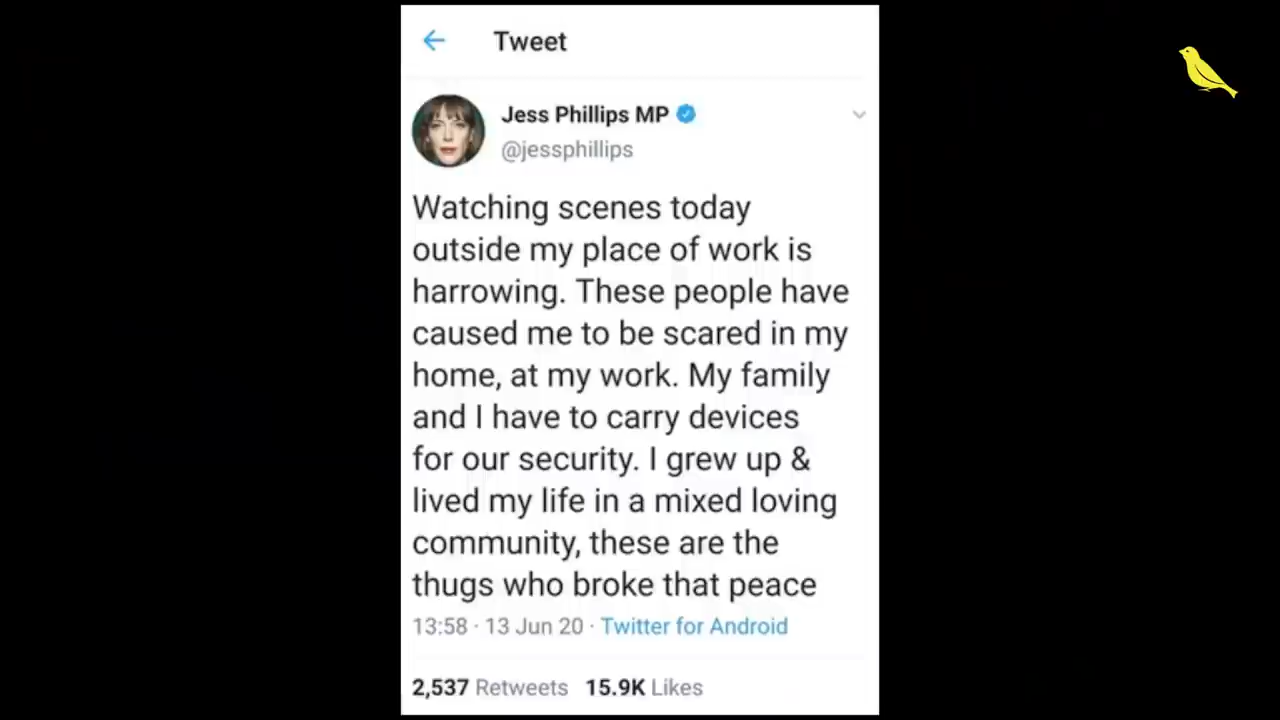 Tweet
Jess Phillips MP
@jessphillips
Watching scenes today
outside my place of work is
harrowing. These people have
caused me to be scared in my
home, at my work. My family
and I have to carry devices
for our security. I grew up &
lived my life in a mixed loving
community, these are the
thugs who broke that peace
13:58 · 13 Jun 20 · Twitter for Android
2,537 Retweets 15.9K Likes